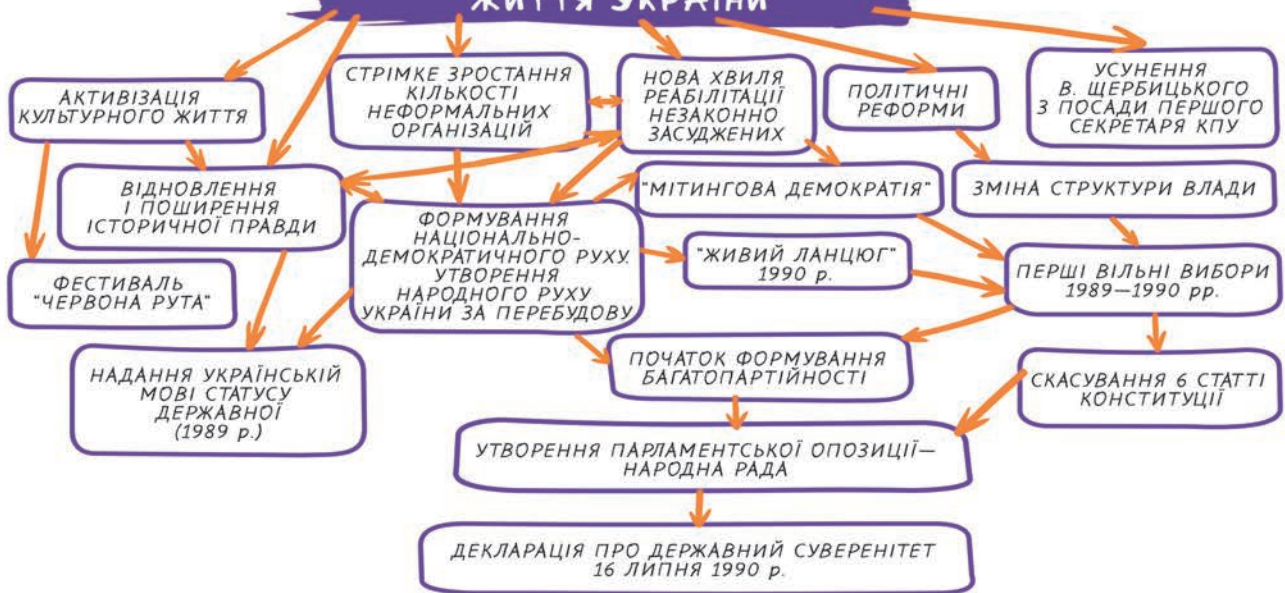 ЖИТТЯ УКРАЇНИ
АКТИВІЗАЦІЯ
КУЛЬТУРНОГО ЖИТТЯ
СТРІМКЕ ЗРОСТАННЯ
КІЛЬКОСТІ
НЕФОРМАЛЬНИХ
ОРГАНІЗАЦІЙ
НОВА ХВИЛЯ
РЕАБІЛІТАЦІЇ
НЕЗАКОННО
ЗАСУДЖЕНИХ
ПОЛІТИЧНІ
РЕФОРМИ
УСУНЕННЯ
В. ЩЕРБИЦЬКОГО
З ПОСАДИ ПЕРШОГО
СЕКРЕТАРЯ КПУ
ВІДНОВЛЕННЯ
І ПОШИРЕННЯ
ІСТОРИЧНОЇ ПРАВДИ
ФОРМУВАННЯ
НАЦІОНАЛЬНО-
ДЕМОКРАТИЧНОГО РУХУ.
УТВОРЕННЯ
НАРОДНОГО РУХУ
УКРАЇНИ ЗА ПЕРЕБУДОВУ
"МІТИНГОВА ДЕМОКРАТІЯ"
ЗМІНА СТРУКТУРИ ВЛАДИ
ФЕСТИВАЛЬ
"ЧЕРВОНА РУТА"
"ЖИВИЙ ЛАНЦЮГ"
1990 р.
ПЕРШІ ВІЛЬНІ ВИБОРИ
1989—1990 рр.
НАДАННЯ УКРАЇНСЬКІЙ
МОВІ СТАТУСУ
ДЕРЖАВНОЇ
(1989 р.)
ПОЧАТОК ФОРМУВАННЯ
БАГАТОПАРТІЙНОСТІ
СКАСУВАННЯ 6 СТАТТІ
КОНСТИТУЦІЇ
УТВОРЕННЯ ПАРЛАМЕНТСЬКОЇ ОПОЗИЦІЇ—
НАРОДНА РАДА
ДЕКЛАРАЦІЯ ПРО ДЕРЖАВНИЙ СУВЕРЕНІТЕТ
16 ЛИПНЯ 1990 р.